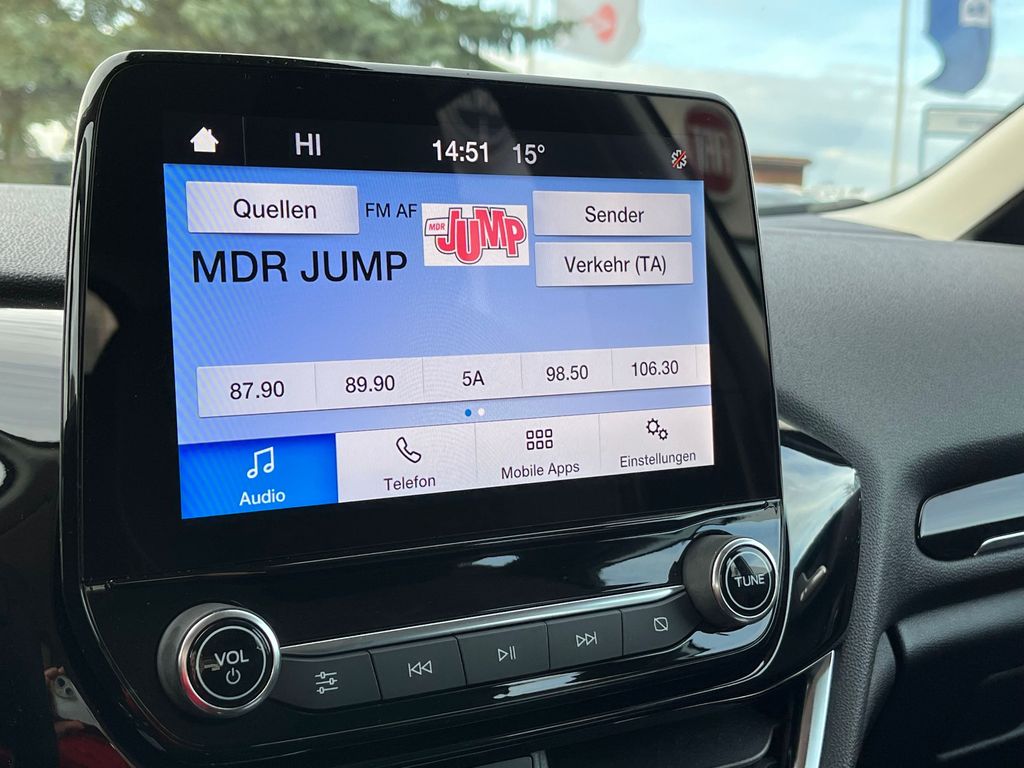 HI 14:51 15°
Quellen FM AF MDR JUMP Sender
MDR JUMP Verkehr (TA)
87.90 89.90 5A 98.50 106.30
Audio Telefon Mobile Apps Einstellungen
VOL TUNE